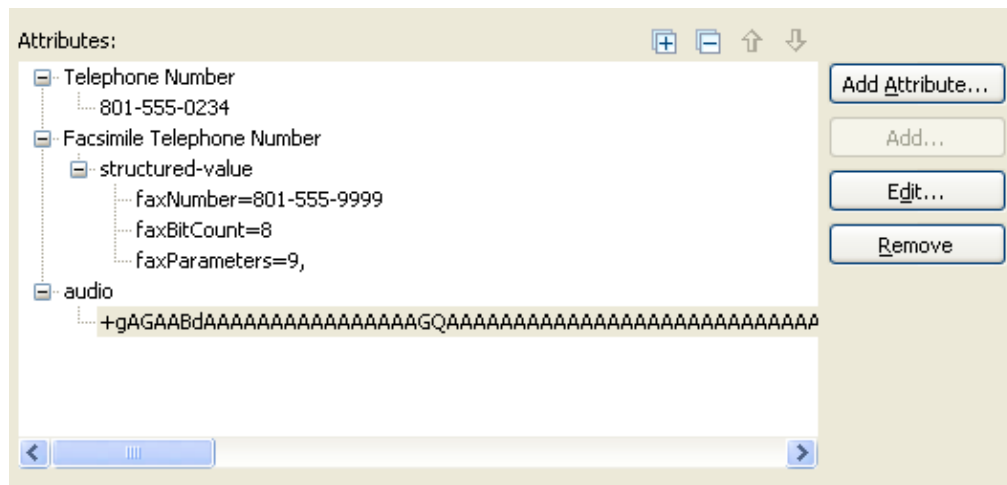 Attributes:
Telephone Number
801-555-0234
Facsimile Telephone Number
structured-value
faxNumber=801-555-9999
faxBitCount=8
faxParameters=9,
audio
+gAGAABdAAAAAAAAAAAAAAAAGQAAAAAAAAAAAAAAAAAAAAAAAAAAAA
Add Attribute...
Add...
Edit...
Remove